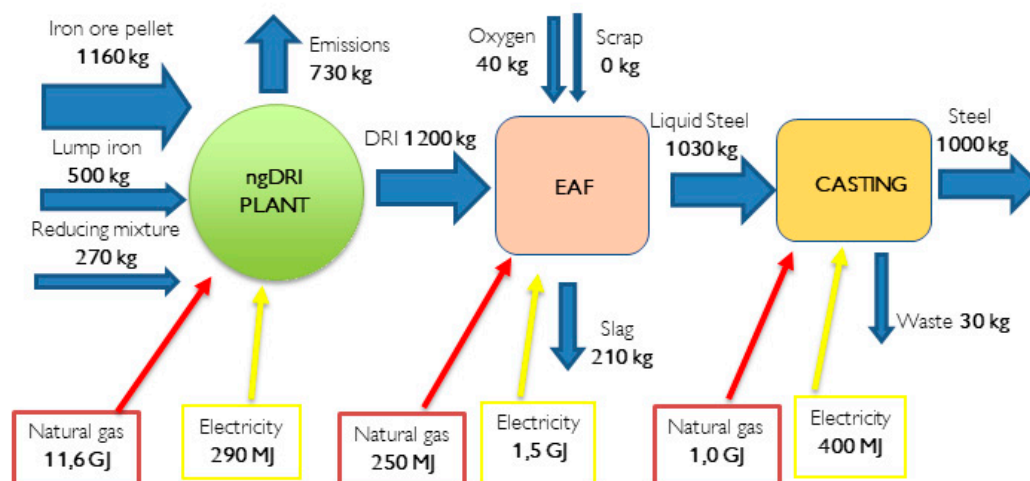 Iron ore pellet
1160 kg
Emissions
730 kg
Oxygen
40 kg
Scrap
0 kg
Lump iron
500 kg
ngDRI
PLANT
DRI 1200 kg
EAF
Liquid Steel
1030 kg
CASTING
Steel
1000 kg
Reducing mixture
270 kg
Slag
210 kg
Waste 30 kg
Natural gas
11,6 GJ
Electricity
290 MJ
Natural gas
250 MJ
Electricity
1,5 GJ
Natural gas
1,0 GJ
Electricity
400 MJ